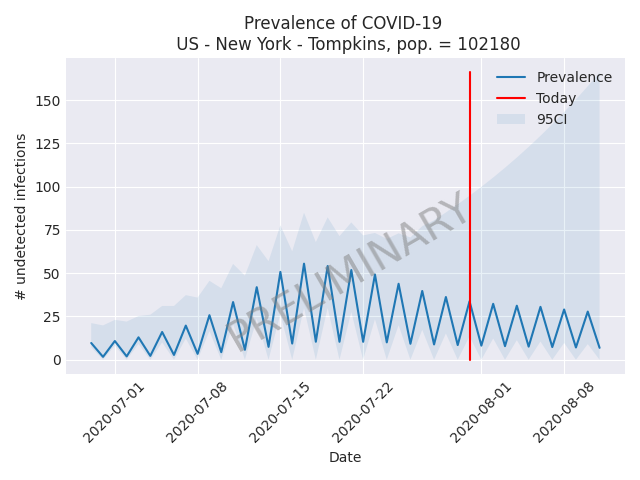 Prevalence of COVID-19
US - New York - Tompkins, pop. = 102180
Prevalence
Today
95CI
PRELIMINARY
# undetected infections
150
125
100
75
50
25
0
2020-07-01
2020-07-08
2020-07-15
2020-07-22
2020-08-01
2020-08-08
Date